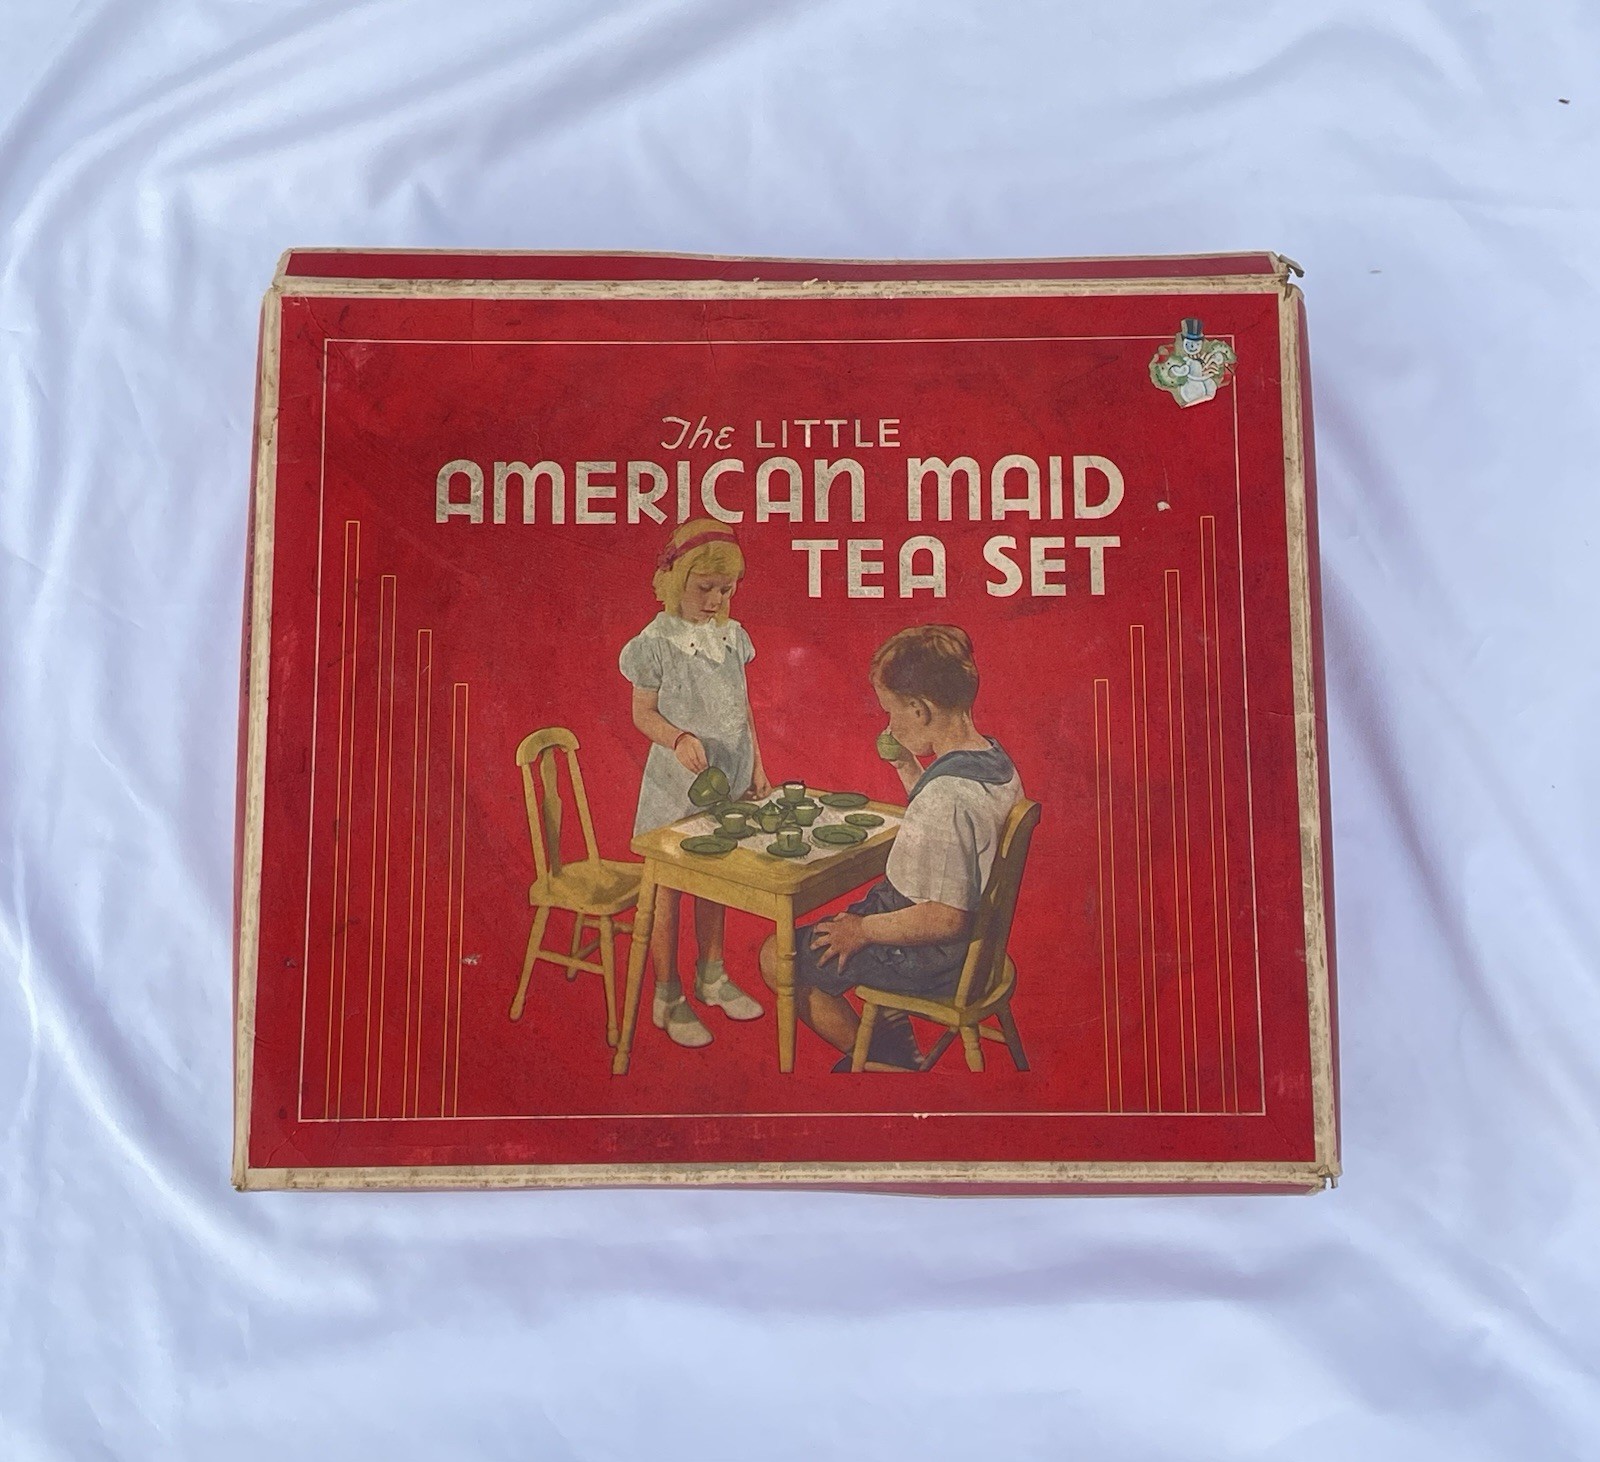 The LITTLE
AMERICAN MAID
TEA SET